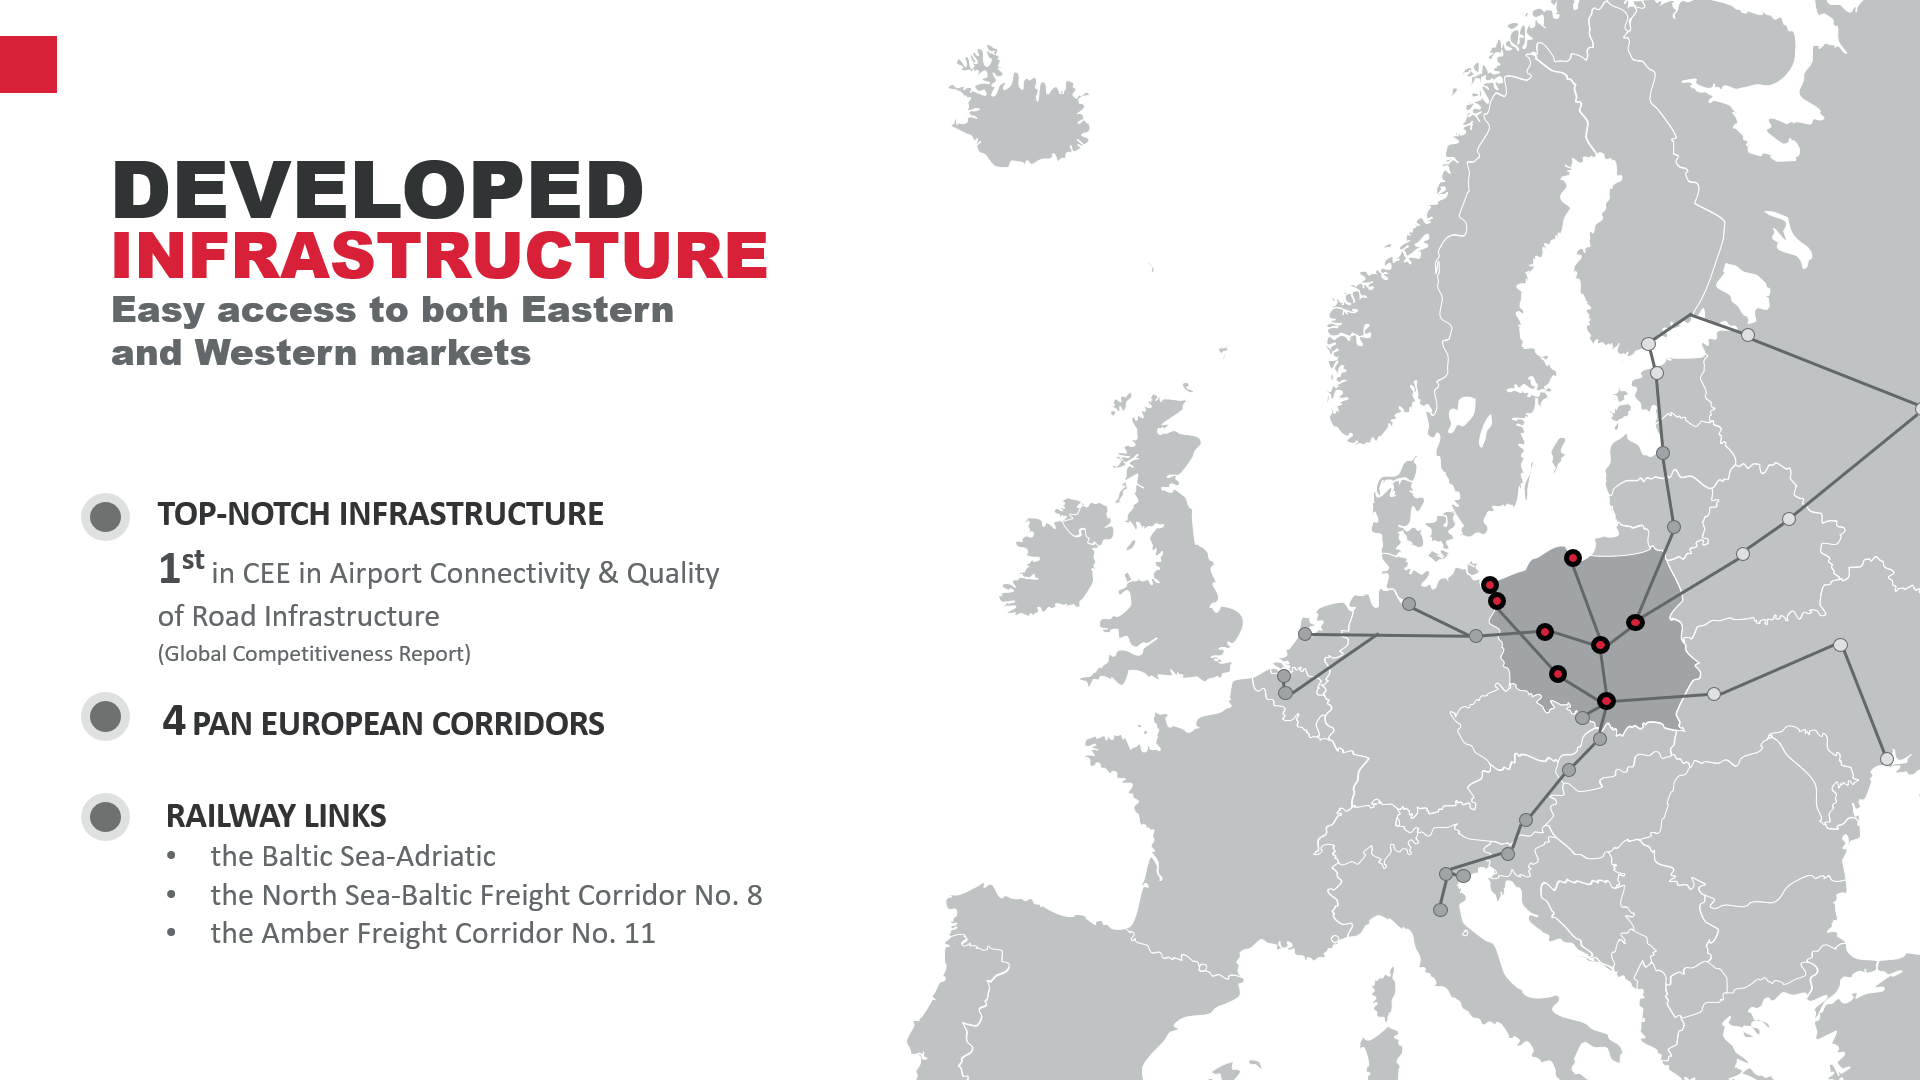 DEVELOPED
INFRASTRUCTURE
Easy access to both Eastern
and Western markets
TOP-NOTCH INFRASTRUCTURE
1st in CEE in Airport Connectivity & Quality
of Road Infrastructure
(Global Competitiveness Report)
4 PAN EUROPEAN CORRIDORS
RAILWAY LINKS
• the Baltic Sea-Adriatic
• the North Sea-Baltic Freight Corridor No. 8
• the Amber Freight Corridor No. 11